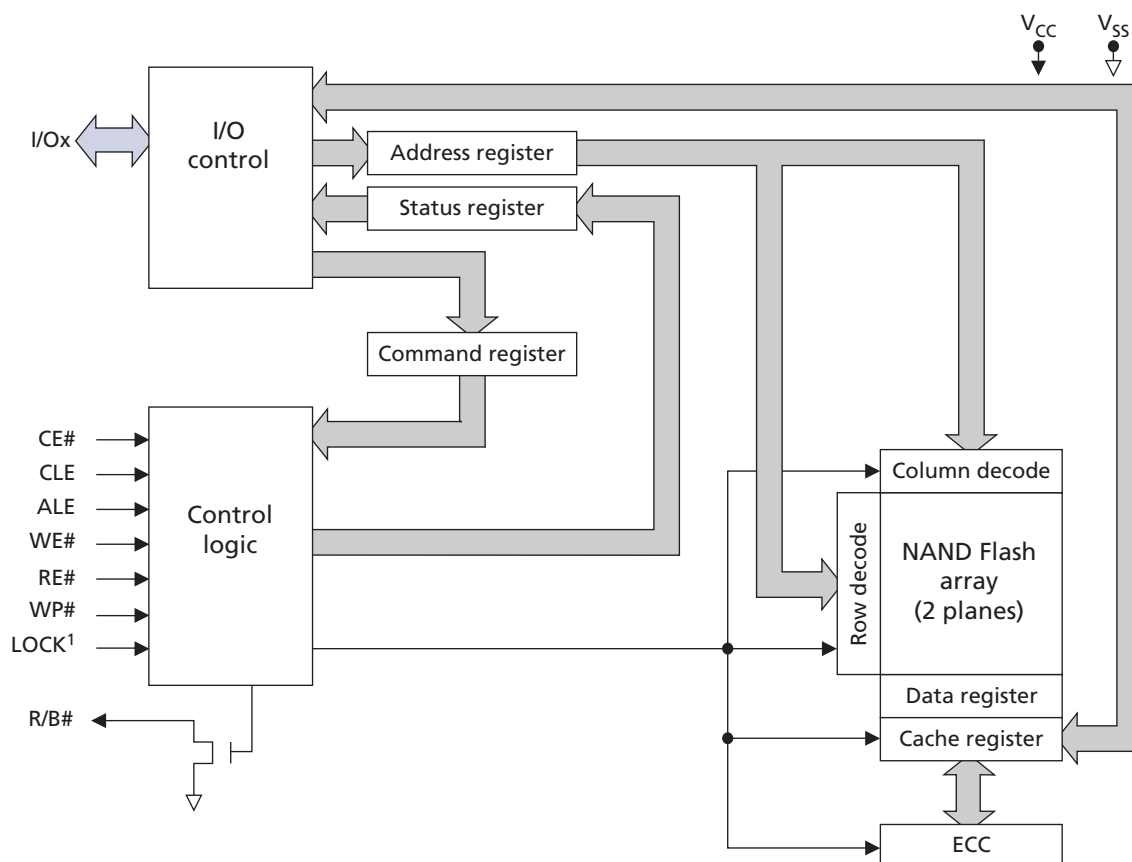 V_CC V_SS
I/Ox
I/O
control
Address register
Status register
Command register
CE#
CLE
ALE
WE#
RE#
WP#
LOCK¹
Control
logic
R/B#
Column decode
Row decode
NAND Flash
array
(2 planes)
Data register
Cache register
ECC